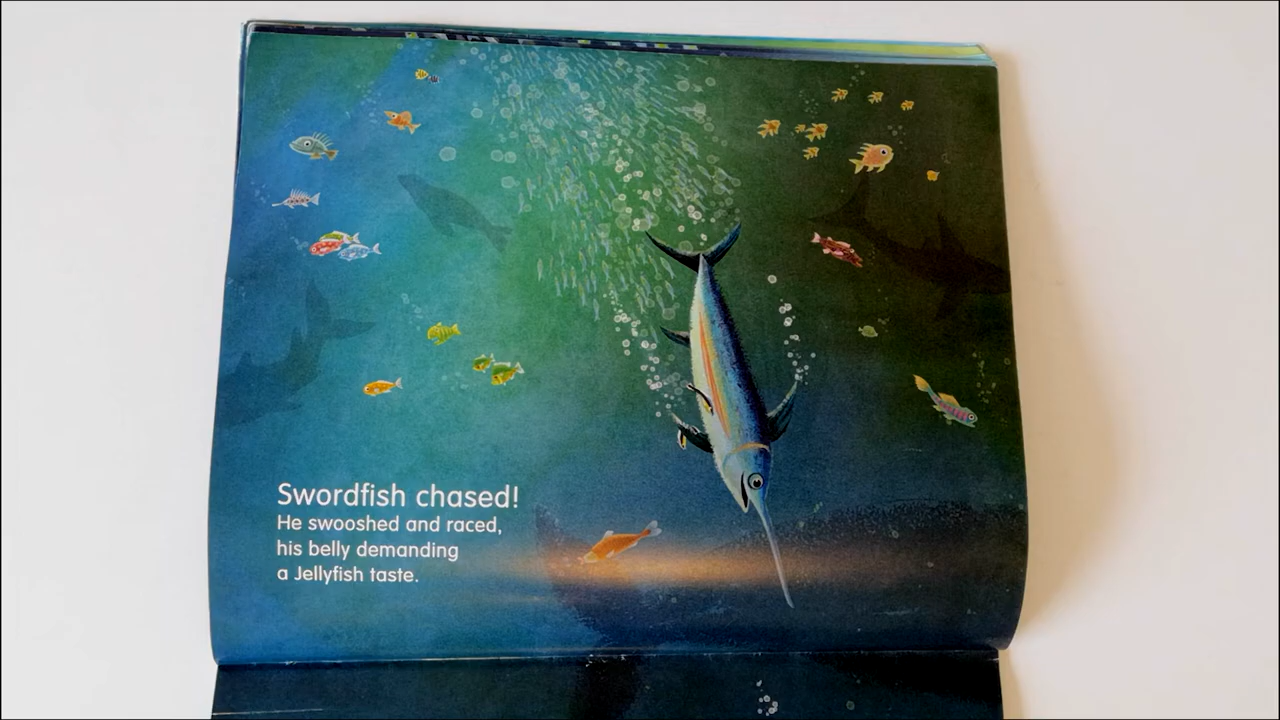 Swordfish chased!
He swooshed and raced,
his belly demanding
a Jellyfish taste.